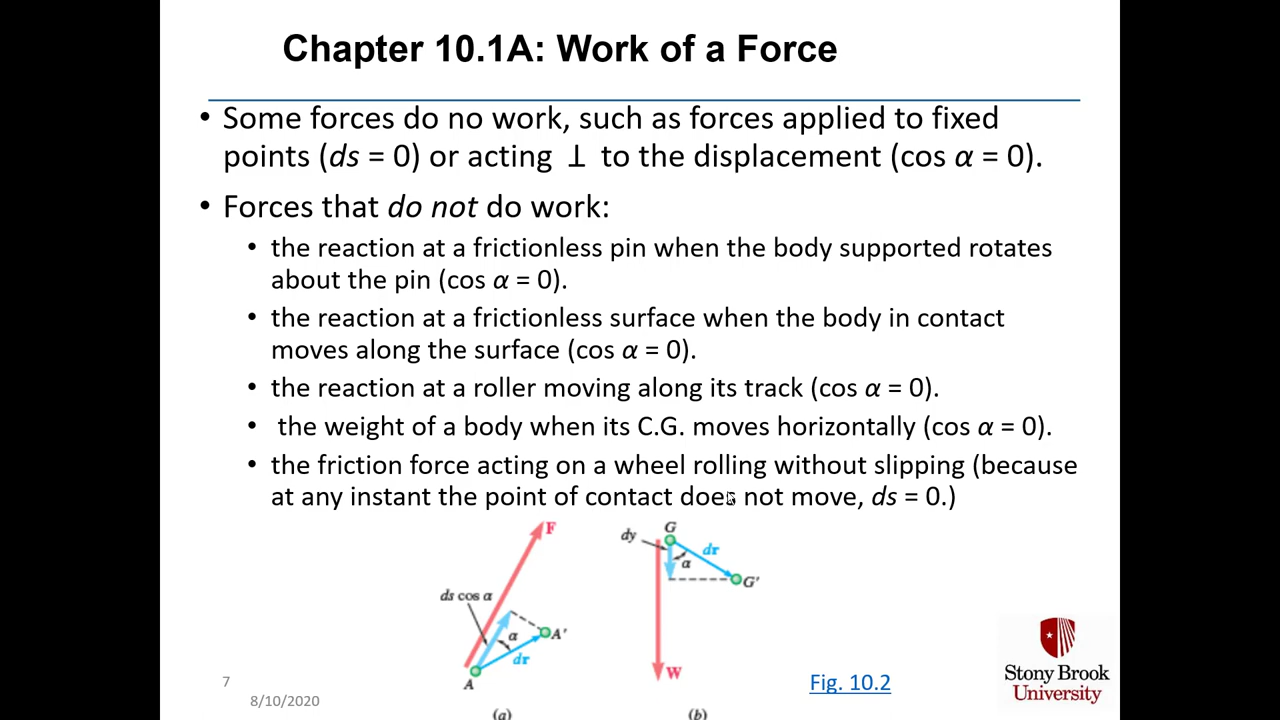 Chapter 10.1A: Work of a Force
• Some forces do no work, such as forces applied to fixed
points (ds = 0) or acting ⊥ to the displacement (cos α = 0).
• Forces that do not do work:
• the reaction at a frictionless pin when the body supported rotates
about the pin (cos α = 0).
• the reaction at a frictionless surface when the body in contact
moves along the surface (cos α = 0).
• the reaction at a roller moving along its track (cos α = 0).
• the weight of a body when its C.G. moves horizontally (cos α = 0).
• the friction force acting on a wheel rolling without slipping (because
at any instant the point of contact does not move, ds = 0.)
F
ds cos α
α
A'
dr
A
(a)
G
dy
dr
α
G'
W
(b)
Fig. 10.2
7
8/10/2020
Stony Brook
University